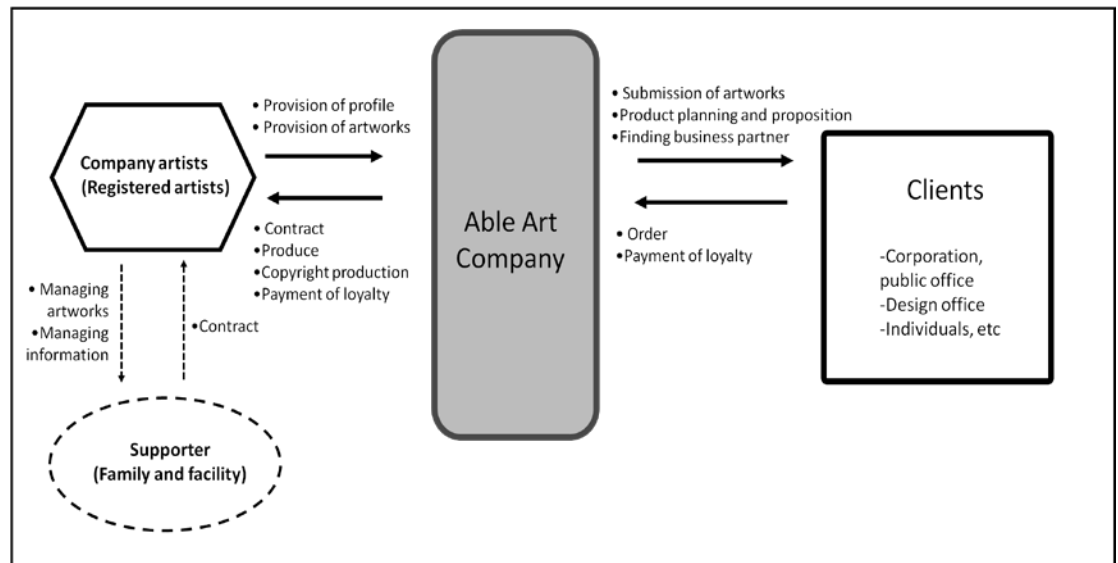 • Provision of profile
• Provision of artworks
Company artists
(Registered artists)
• Contract
•Produce
•Copyright production
•Payment of loyalty
•Managing
artworks
•Managing
information
•Contract
Supporter
(Family and facility)
Able Art
Company
•Submission of artworks
•Product planning and proposition
•Finding business partner
•Order
•Payment of loyalty
Clients
-Corporation,
public office
-Design office
-Individuals, etc